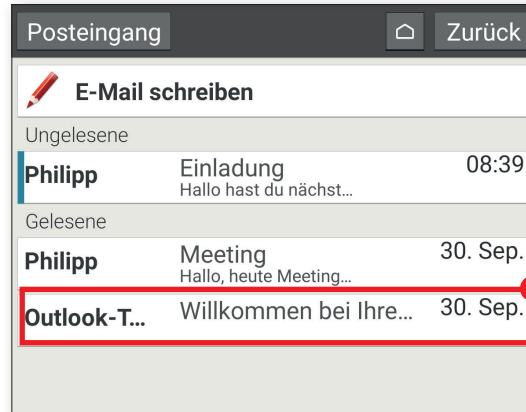 Posteingang Zurück
E-Mail schreiben
Ungelesene
Philipp Einladung 08:39
Hallo hast du nächst...
Gelesene
Philipp Meeting 30. Sep.
Hallo, heute Meeting...
Outlook-T... Willkommen bei Ihre... 30. Sep.